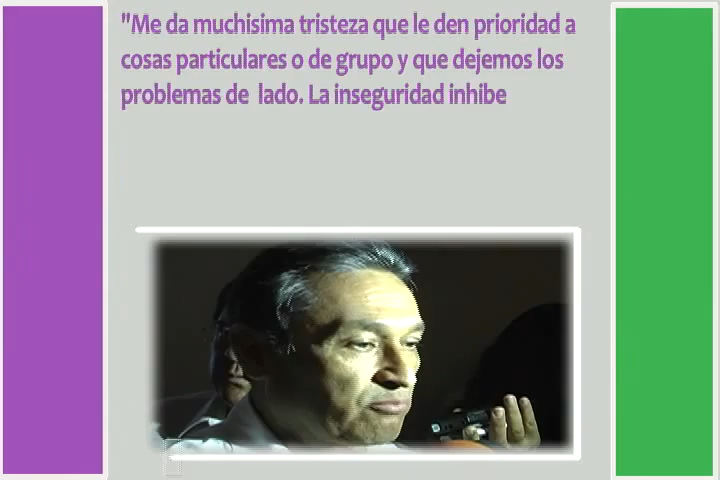 "Me da muchisima tristeza que le den prioridad a
cosas particulares o de grupo y que dejemos los
problemas de lado. La inseguridad inhibe